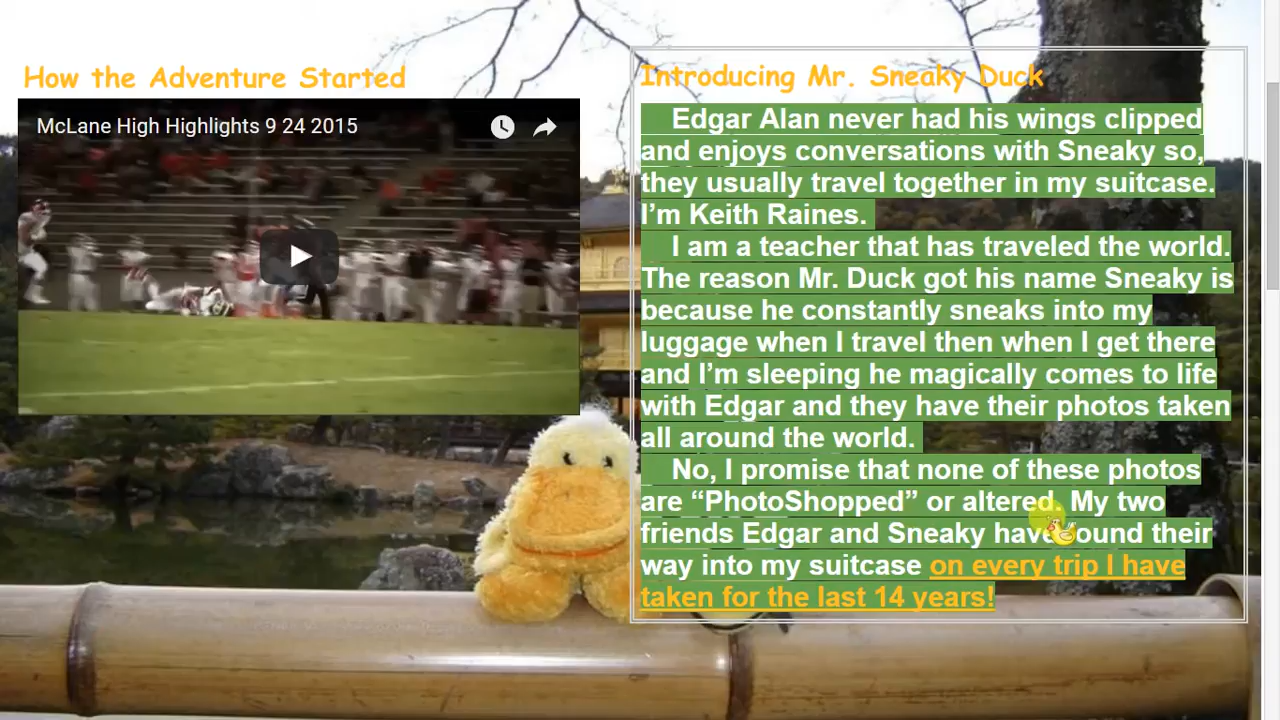 How the Adventure Started
McLane High Highlights 9 24 2015
Introducing Mr. Sneaky Duck
Edgar Alan never had his wings clipped
and enjoys conversations with Sneaky so,
they usually travel together in my suitcase.
I’m Keith Raines.
I am a teacher that has traveled the world.
The reason Mr. Duck got his name Sneaky is
because he constantly sneaks into my
luggage when I travel then when I get there
and I’m sleeping he magically comes to life
with Edgar and they have their photos taken
all around the world.
No, I promise that none of these photos
are “PhotoShopped” or altered. My two
friends Edgar and Sneaky have found their
way into my suitcase on every trip I have
taken for the last 14 years!